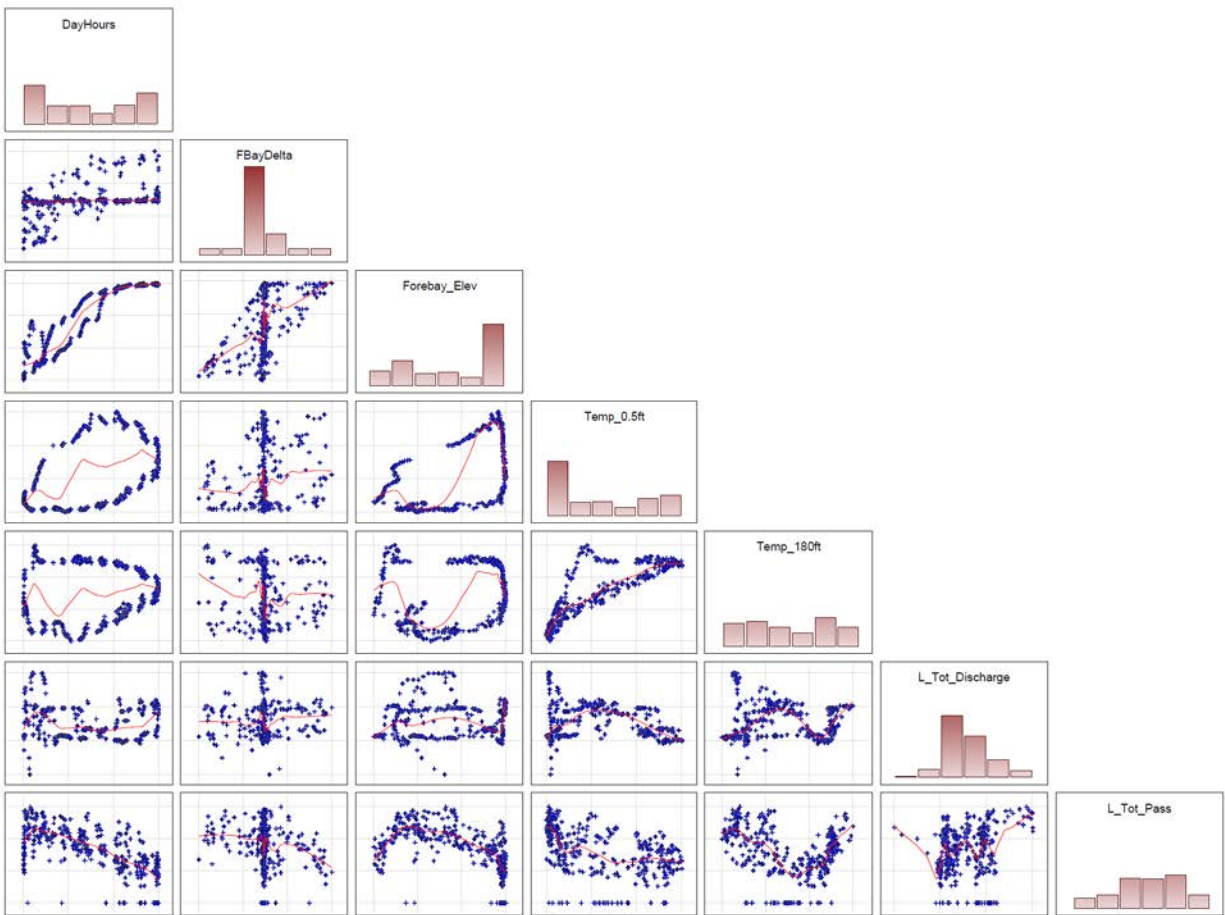 DayHours
FBayDelta
Forebay_Elev
Temp_0.5ft
Temp_180ft
L_Tot_Discharge
L_Tot_Pass